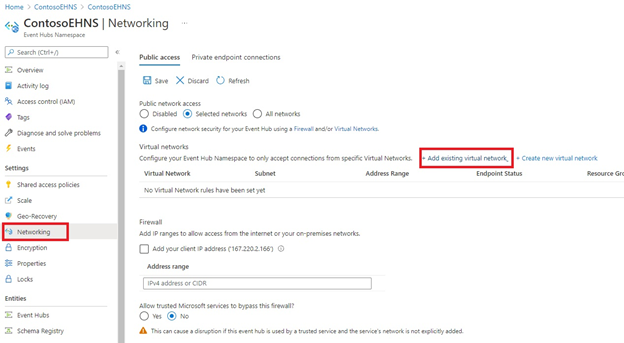 Home > ContosoEHNS >
ContosoEHNS | Networking ...
Event Hubs Namespace
Search (Ctrl+/) «
Overview
Activity log
Access control (IAM)
Tags
Diagnose and solve problems
Events
Settings
Shared access policies
Scale
Geo-Recovery
Networking
Encryption
Properties
Locks
Entities
Event Hubs
Schema Registry
Public access Private endpoint connections
Save Discard Refresh
Public network access
Disabled Selected networks All networks
Configure network security for your Event Hub using a Firewall and/or Virtual Networks.
Virtual networks
Configure your Event Hub Namespace to only accept connections from specific Virtual Networks. + Add existing virtual network + Create new virtual network
Virtual Network Subnet Address Range Endpoint Status Resource Gro
No Virtual Network rules have been set yet
Firewall
Add IP ranges to allow access from the internet or your on-premises networks.
Add your client IP address ('167.220.2.166')
Address range
IPv4 address or CIDR
Allow trusted Microsoft services to bypass this firewall?
Yes No
This can cause a disruption if this event hub is used by a trusted service and the service's network is not explicitly added.